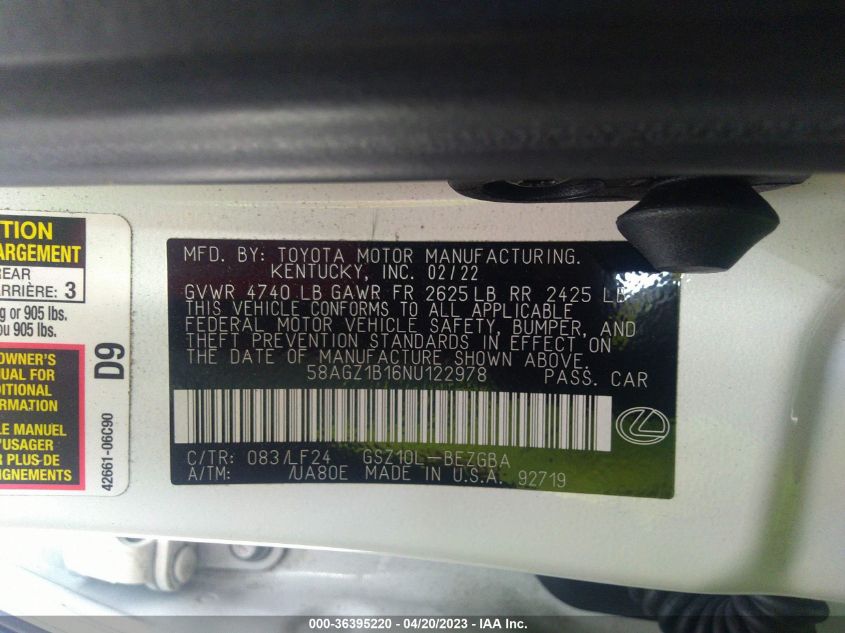 TION
ARGEMENT
REAR
ARRIÈRE: 3
g or 905 lbs.
ou 905 lbs.
OWNER'S
NUAL FOR
DITIONAL
ORMATION
LE MANUEL
'USAGER
R PLUS DE
IGNEMENTS
D9
42661-06C90
MFD. BY: TOYOTA MOTOR MANUFACTURING.
KENTUCKY, INC. 02/22
GVWR 4740 LB GAWR FR 2625 LB RR 2425 LB
THIS VEHICLE CONFORMS TO ALL APPLICABLE
FEDERAL MOTOR VEHICLE SAFETY, BUMPER, AND
THEFT PREVENTION STANDARDS IN EFFECT ON
THE DATE OF MANUFACTURE SHOWN ABOVE.
58AGZ1B16NU122978 PASS. CAR
C/TR: 083/LF24 GSZ10L-BEZGBA
A/TM: /UA80E MADE IN U.S.A. 92719
000-36395220 - 04/20/2023 - IAA Inc.